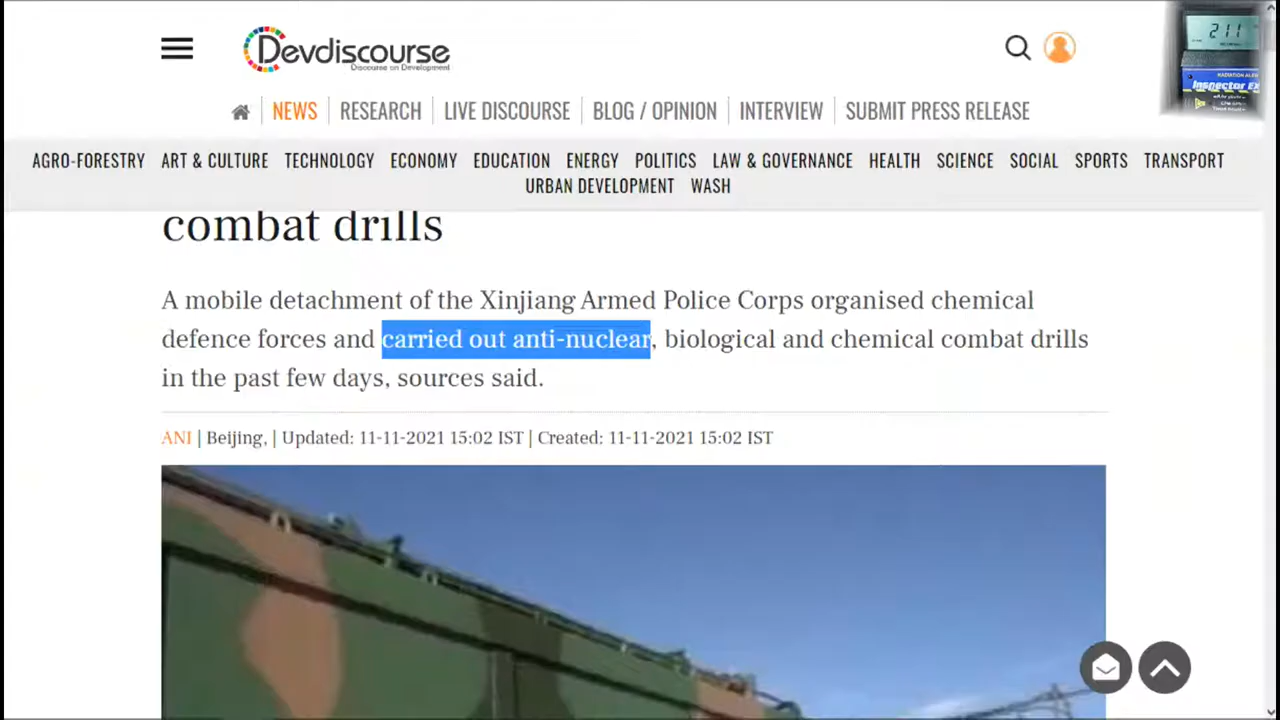 Devdiscourse
Discourse on Development
211
RADIATION ALERT
Inspector EX
NEWS RESEARCH LIVE DISCOURSE BLOG / OPINION INTERVIEW SUBMIT PRESS RELEASE
AGRO-FORESTRY ART & CULTURE TECHNOLOGY ECONOMY EDUCATION ENERGY POLITICS LAW & GOVERNANCE HEALTH SCIENCE SOCIAL SPORTS TRANSPORT
URBAN DEVELOPMENT WASH
combat drills
A mobile detachment of the Xinjiang Armed Police Corps organised chemical
defence forces and carried out anti-nuclear, biological and chemical combat drills
in the past few days, sources said.
ANI | Beijing, | Updated: 11-11-2021 15:02 IST | Created: 11-11-2021 15:02 IST